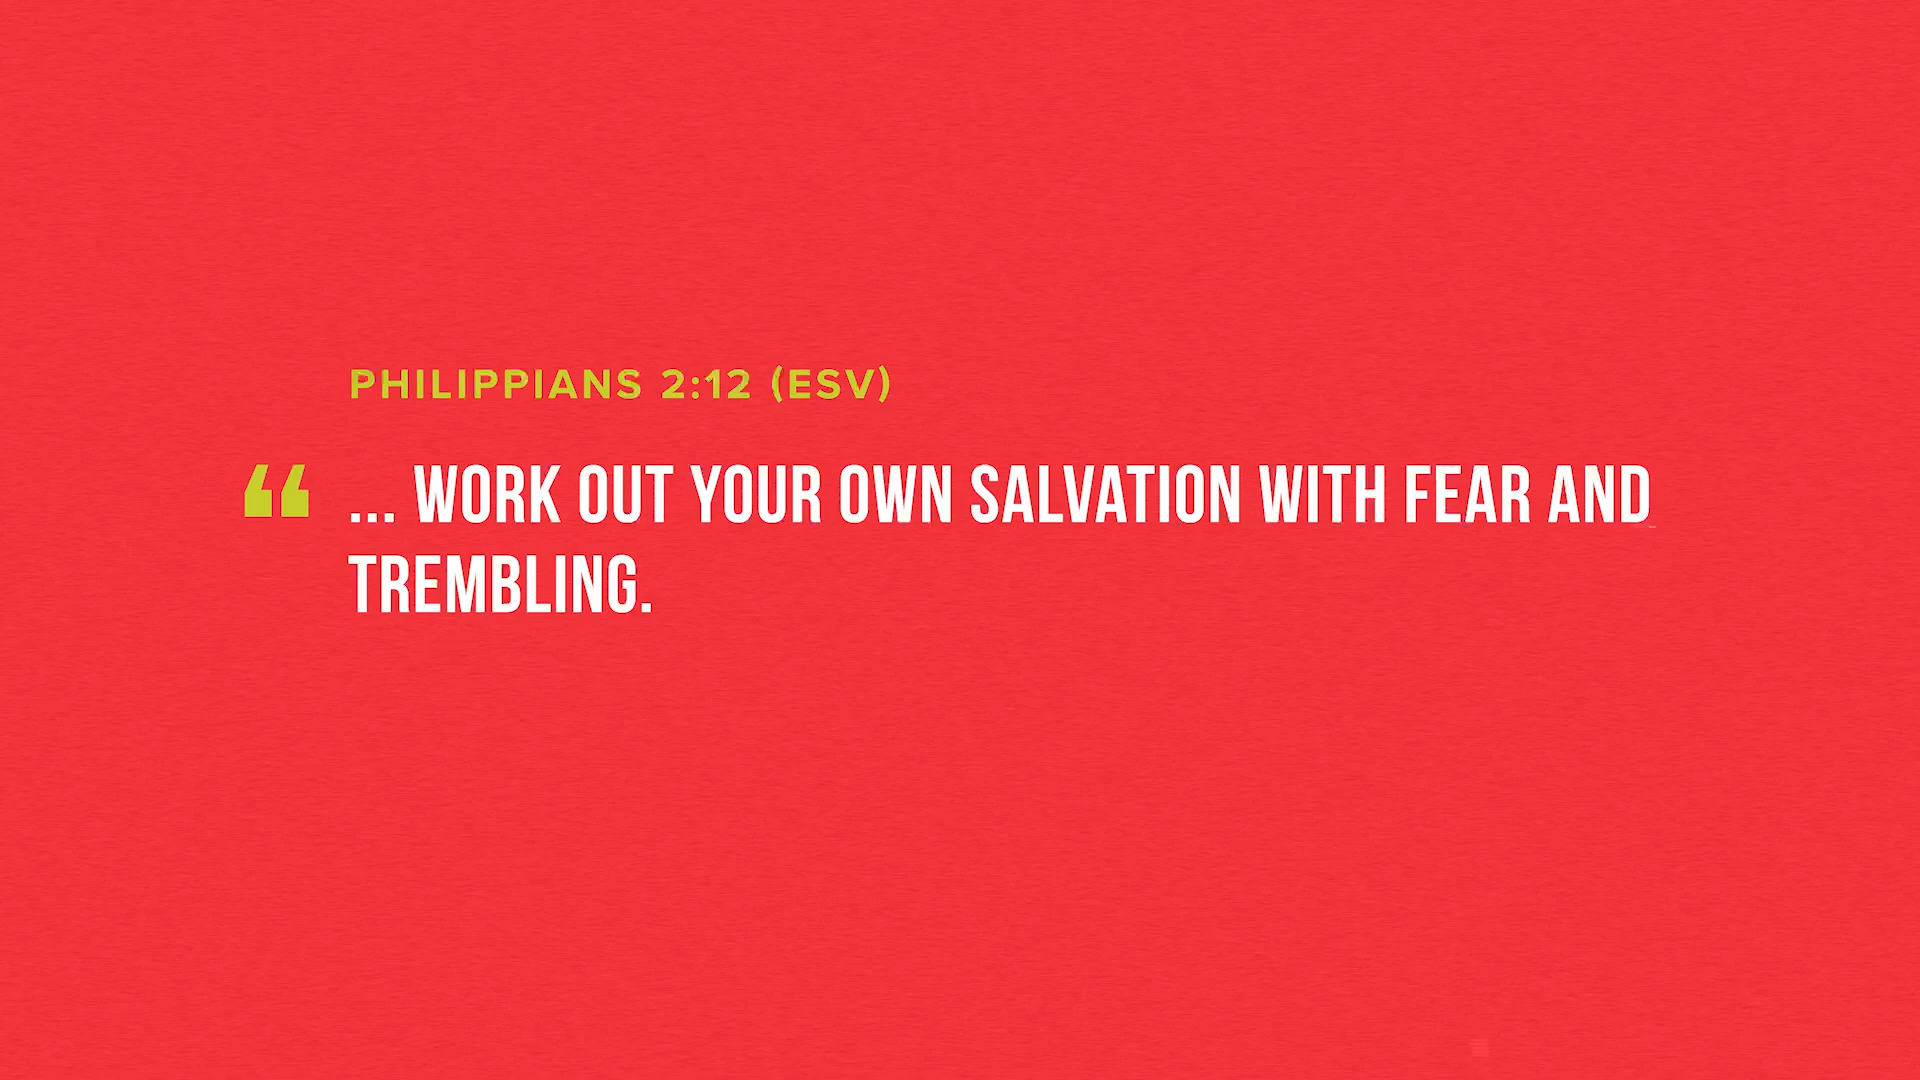 PHILIPPIANS 2:12 (ESV)
“ ... WORK OUT YOUR OWN SALVATION WITH FEAR AND
TREMBLING.